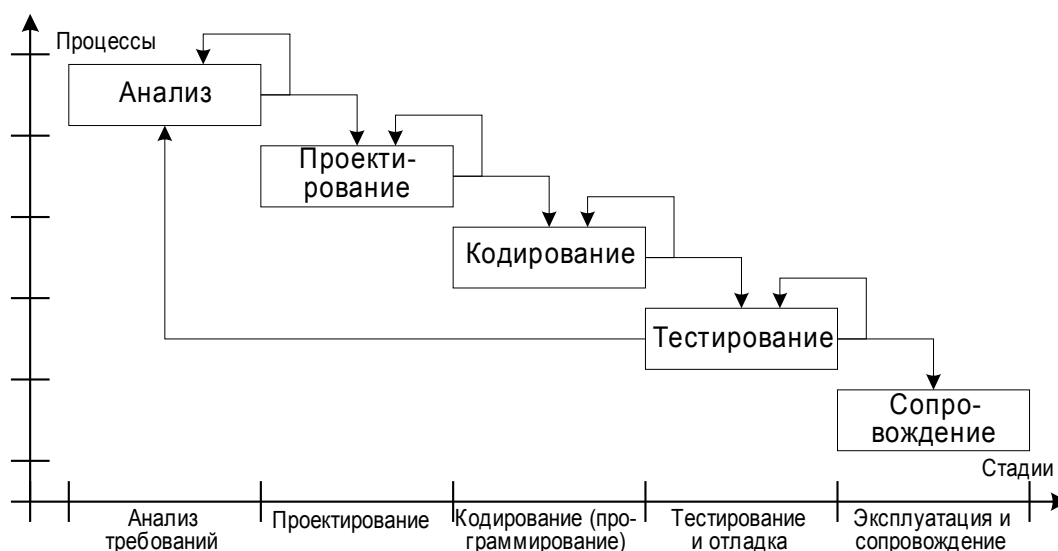 Процессы
Анализ
Проекти-
рование
Кодирование
Тестирование
Сопро-
вождение
Стадии
Анализ
требований
Проектирование
Кодирование (про-
граммирование)
Тестирование
и отладка
Эксплуатация и
сопровождение